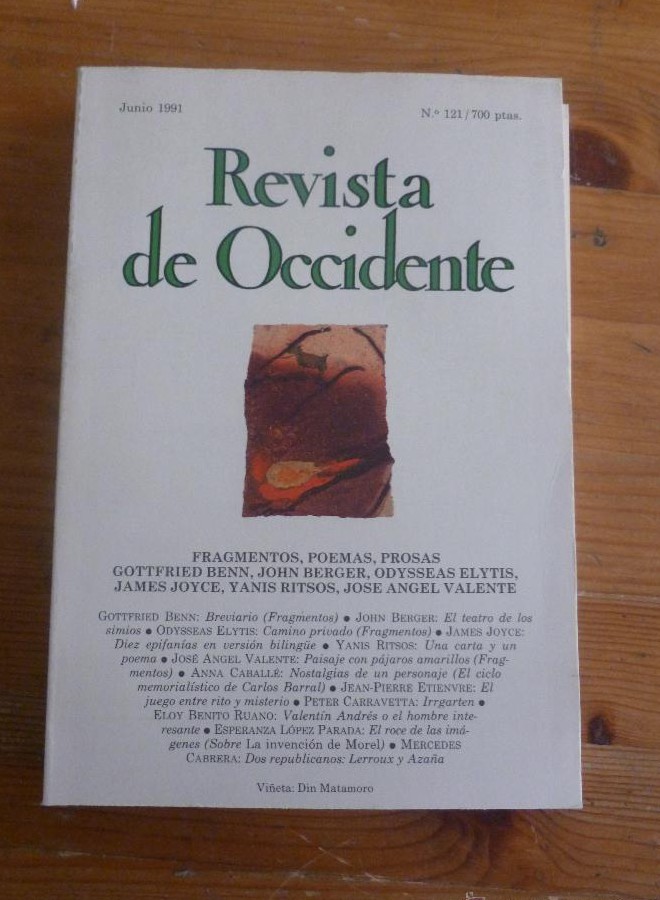 Junio 1991
N.º 121/700 ptas.
Revista
de Occidente
FRAGMENTOS, POEMAS, PROSAS
GOTTFRIED BENN, JOHN BERGER, ODYSSEAS ELYTIS,
JAMES JOYCE, YANIS RITSOS, JOSE ANGEL VALENTE
GOTTFRIED BENN: Breviario (Fragmentos) ● JOHN BERGER: El teatro de los
simios ● ODYSSEAS ELYTIS: Camino privado (Fragmentos) ● JAMES JOYCE:
Diez epifanías en versión bilingüe ● YANIS RITSOS: Una carta y un
poema ● JOSÉ ANGEL VALENTE: Paisaje con pájaros amarillos (Frag-
mentos) ● ANNA CABALLÉ: Nostalgias de un personaje (El ciclo
memorialístico de Carlos Barral) ● JEAN-PIERRE ETIENVRE: El
juego entre rito y misterio ● PETER CARRAVETTA: Irrgarten ●
ELOY BENITO RUANO: Valentín Andrés o el hombre inte-
resante ● ESPERANZA LÓPEZ PARADA: El roce de las imá-
genes (Sobre La invención de Morel) ● MERCEDES
CABRERA: Dos republicanos: Lerroux y Azaña
Viñeta: Din Matamoro